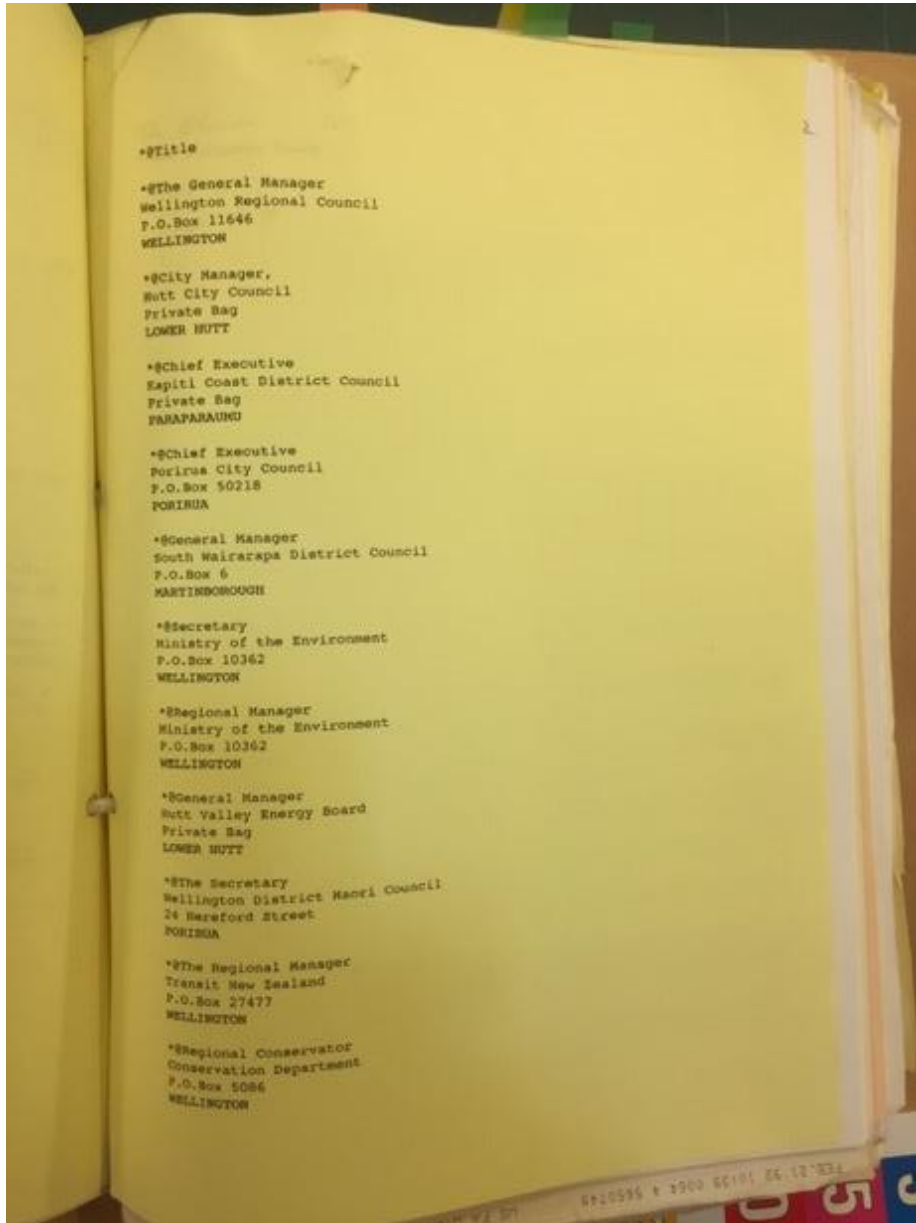 *@Title
*@The General Manager
Wellington Regional Council
P.O.Box 11646
WELLINGTON
*@City Manager,
Hutt City Council
Private Bag
LOWER HUTT
*@Chief Executive
Kapiti Coast District Council
Private Bag
PARAPARAUMU
*@Chief Executive
Porirua City Council
P.O.Box 50218
PORIRUA
*@General Manager
South Wairarapa District Council
P.O.Box 6
MARTINBOROUGH
*@Secretary
Ministry of the Environment
P.O.Box 10362
WELLINGTON
*@Regional Manager
Ministry of the Environment
P.O.Box 10362
WELLINGTON
*@General Manager
Hutt Valley Energy Board
Private Bag
LOWER HUTT
*@The Secretary
Wellington District Maori Council
24 Hereford Street
PORIRUA
*@The Regional Manager
Transit New Zealand
P.O.Box 27477
WELLINGTON
*@Regional Conservator
Conservation Department
P.O.Box 5086
WELLINGTON